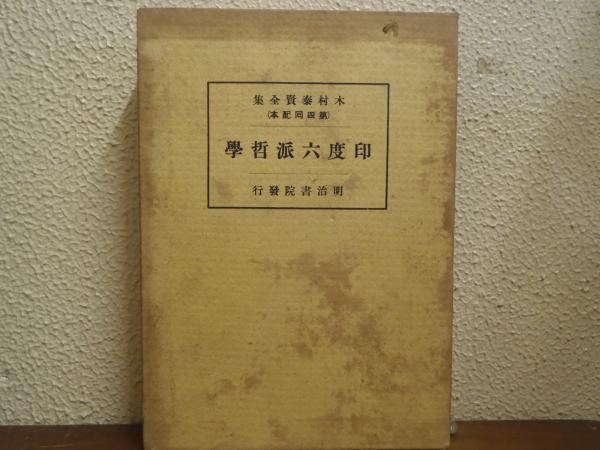 木村泰賢全集
(第四回配本)
印度六派哲學
明治書院發行